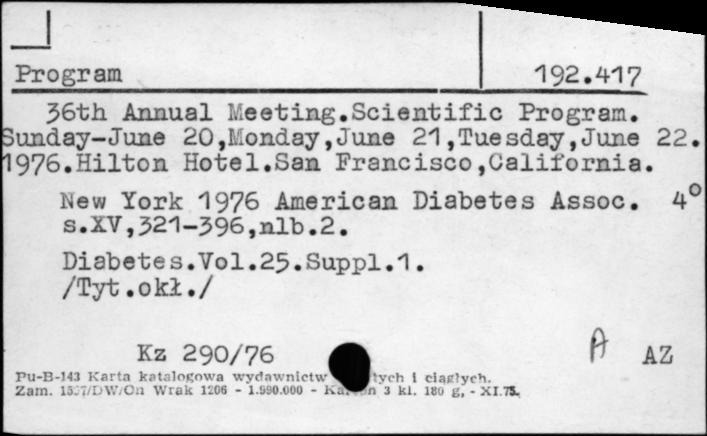 Program 192.417
36th Annual Meeting.Scientific Program.
Sunday-June 20,Monday,June 21,Tuesday,June 22.
1976.Hilton Hotel.San Francisco,California.
New York 1976 American Diabetes Assoc. 4°
s.XV,321-396,nlb.2.
Diabetes.Vol.25.Suppl.1.
/Tyt.okł./
Kz 290/76 A AZ
Pu-B-143 Karta katalogowa wydawnictw i ciągłych.
Zam. Wrak 1206 - 1.990.000 - 3 kl. 180 g, - XI.75.